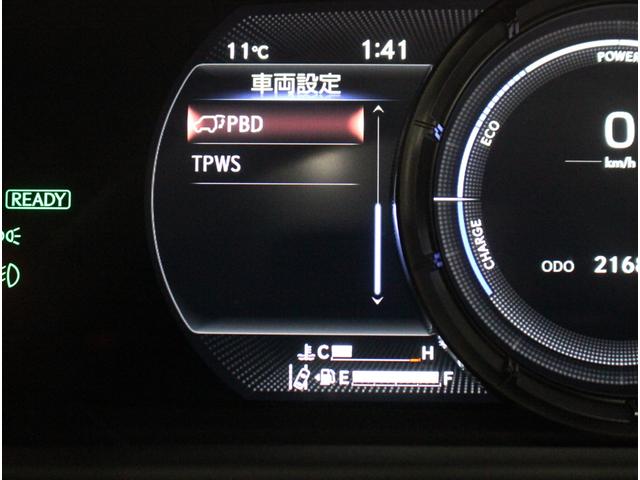 11℃ 1:41
車両設定
PBD
TPWS
READY
POWER
ECO
CHARGE
0
km/h
ODO 2168
C H
E F